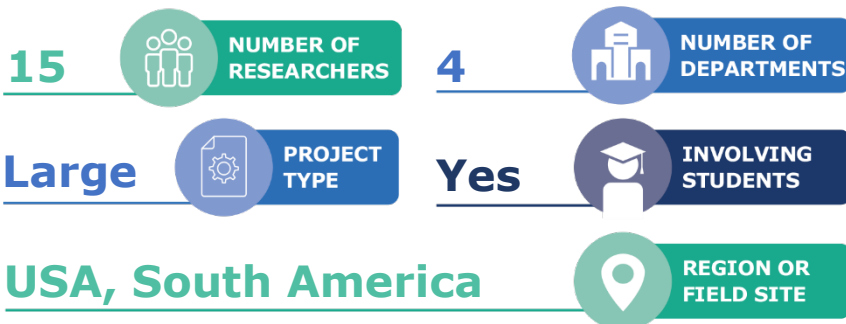 15
NUMBER OF
RESEARCHERS
4
NUMBER OF
DEPARTMENTS
Large
PROJECT
TYPE
Yes
INVOLVING
STUDENTS
USA, South America
REGION OR
FIELD SITE